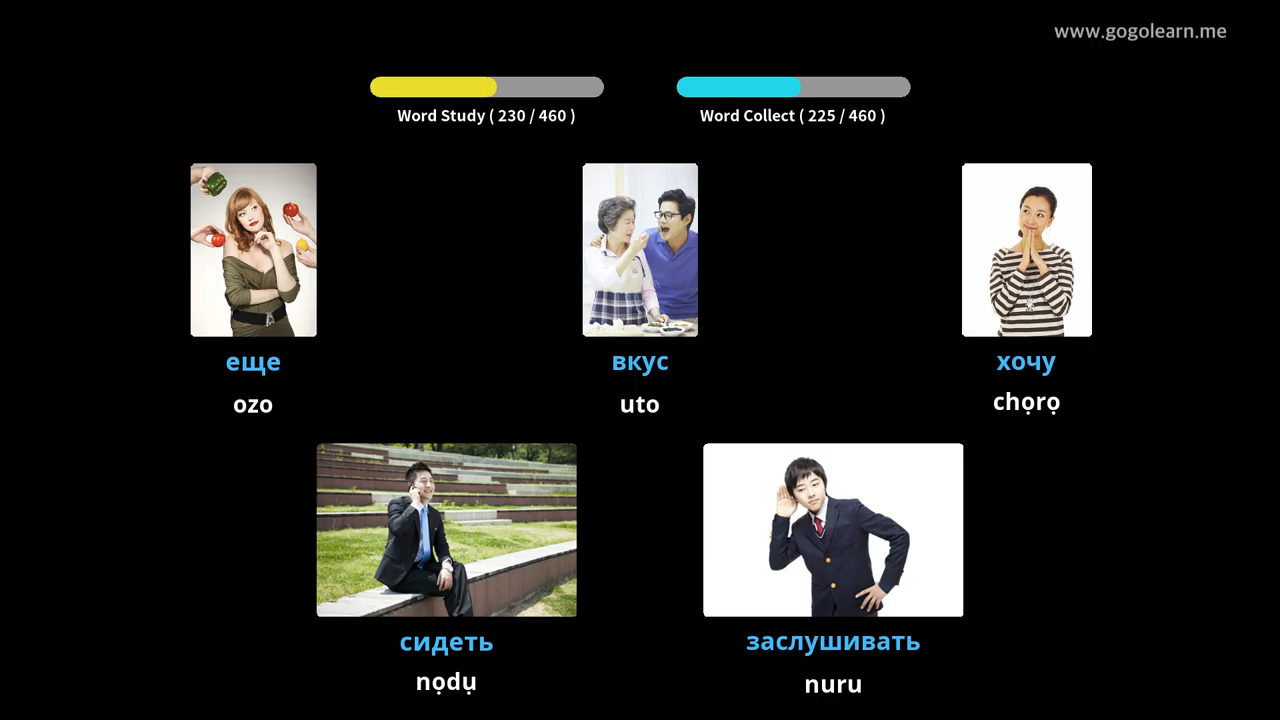 www.gogolearn.me
Word Study ( 230 / 460 )
Word Collect ( 225 / 460 )
еще
вкус
хочу
ozo
uto
chọrọ
сидеть
заслушивать
nọdụ
nuru